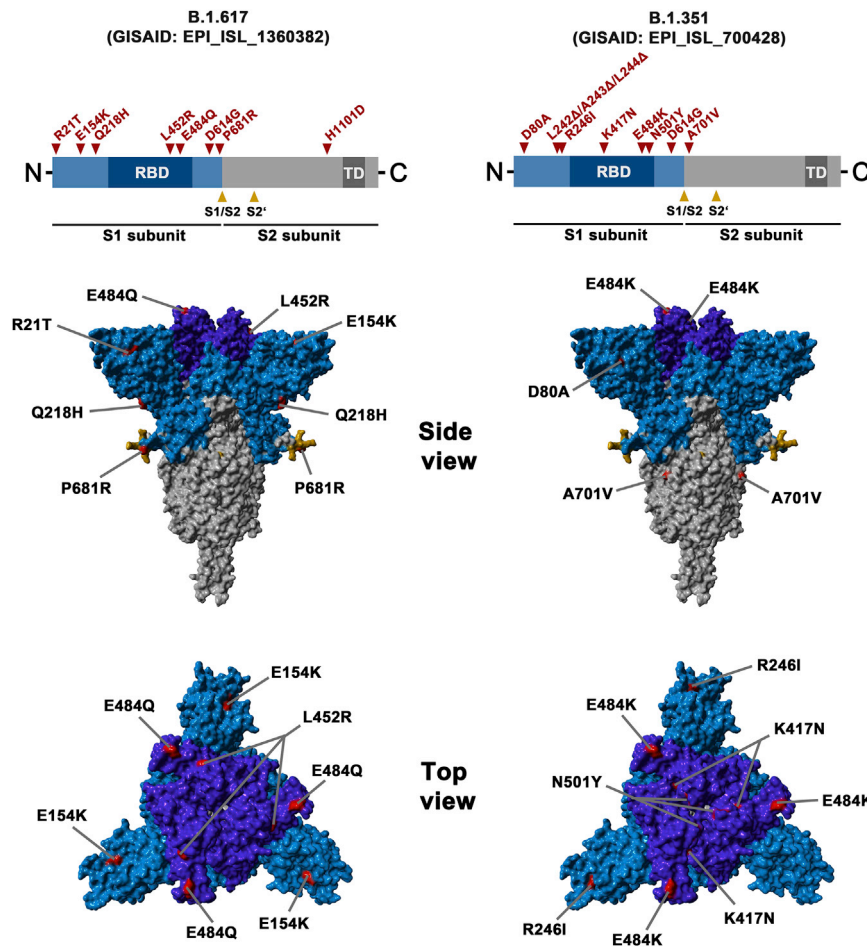 B.1.617
(GISAID: EPI_ISL_1360382)
R21T
E154K
Q218H
L452R
E484Q
D614G
P681R
H1101D
N
RBD
TD
C
S1/S2
S2‘
S1 subunit
S2 subunit
B.1.351
(GISAID: EPI_ISL_700428)
D80A
L242Δ/A243Δ/L244Δ
R246I
K417N
E484K
N501Y
D614G
A701V
N
RBD
TD
C
S1/S2
S2‘
S1 subunit
S2 subunit
E484Q
L452R
R21T
E154K
Q218H
Q218H
P681R
P681R
Side
view
E484K
E484K
D80A
A701V
A701V
E154K
E484Q
L452R
E484Q
E154K
E484Q
E154K
Top
view
R246I
E484K
K417N
N501Y
E484K
R246I
E484K
K417N